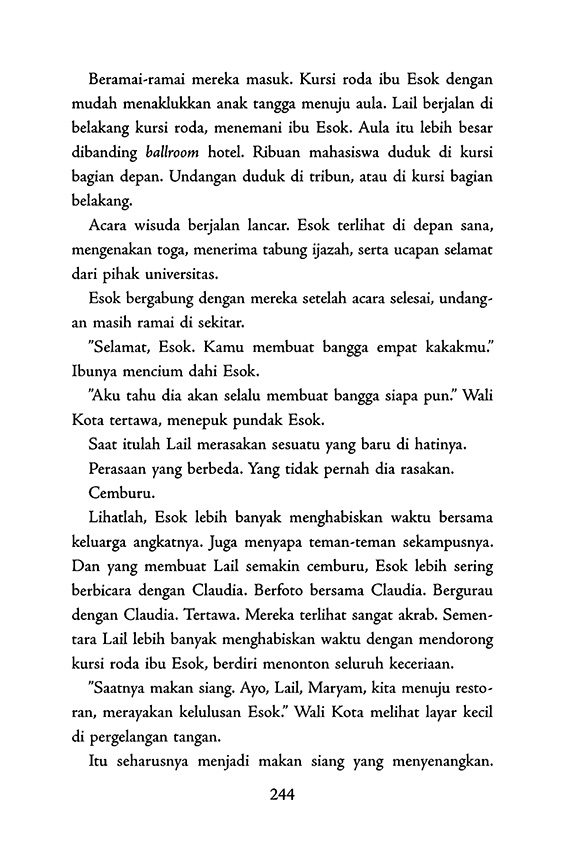 Beramai-ramai mereka masuk. Kursi roda ibu Esok dengan
mudah menaklukkan anak tangga menuju aula. Lail berjalan di
belakang kursi roda, menemani ibu Esok. Aula itu lebih besar
dibanding ballroom hotel. Ribuan mahasiswa duduk di kursi
bagian depan. Undangan duduk di tribun, atau di kursi bagian
belakang.
Acara wisuda berjalan lancar. Esok terlihat di depan sana,
mengenakan toga, menerima tabung ijazah, serta ucapan selamat
dari pihak universitas.
Esok bergabung dengan mereka setelah acara selesai, undang-
an masih ramai di sekitar.
”Selamat, Esok. Kamu membuat bangga empat kakakmu.”
Ibunya mencium dahi Esok.
”Aku tahu dia akan selalu membuat bangga siapa pun.” Wali
Kota tertawa, menepuk pundak Esok.
Saat itulah Lail merasakan sesuatu yang baru di hatinya.
Perasaan yang berbeda. Yang tidak pernah dia rasakan.
Cemburu.
Lihatlah, Esok lebih banyak menghabiskan waktu bersama
keluarga angkatnya. Juga menyapa teman-teman sekampusnya.
Dan yang membuat Lail semakin cemburu, Esok lebih sering
berbicara dengan Claudia. Berfoto bersama Claudia. Bergurau
dengan Claudia. Tertawa. Mereka terlihat sangat akrab. Semen-
tara Lail lebih banyak menghabiskan waktu dengan mendorong
kursi roda ibu Esok, berdiri menonton seluruh keceriaan.
”Saatnya makan siang. Ayo, Lail, Maryam, kita menuju resto-
ran, merayakan kelulusan Esok.” Wali Kota melihat layar kecil
di pergelangan tangan.
Itu seharusnya menjadi makan siang yang menyenangkan.
244